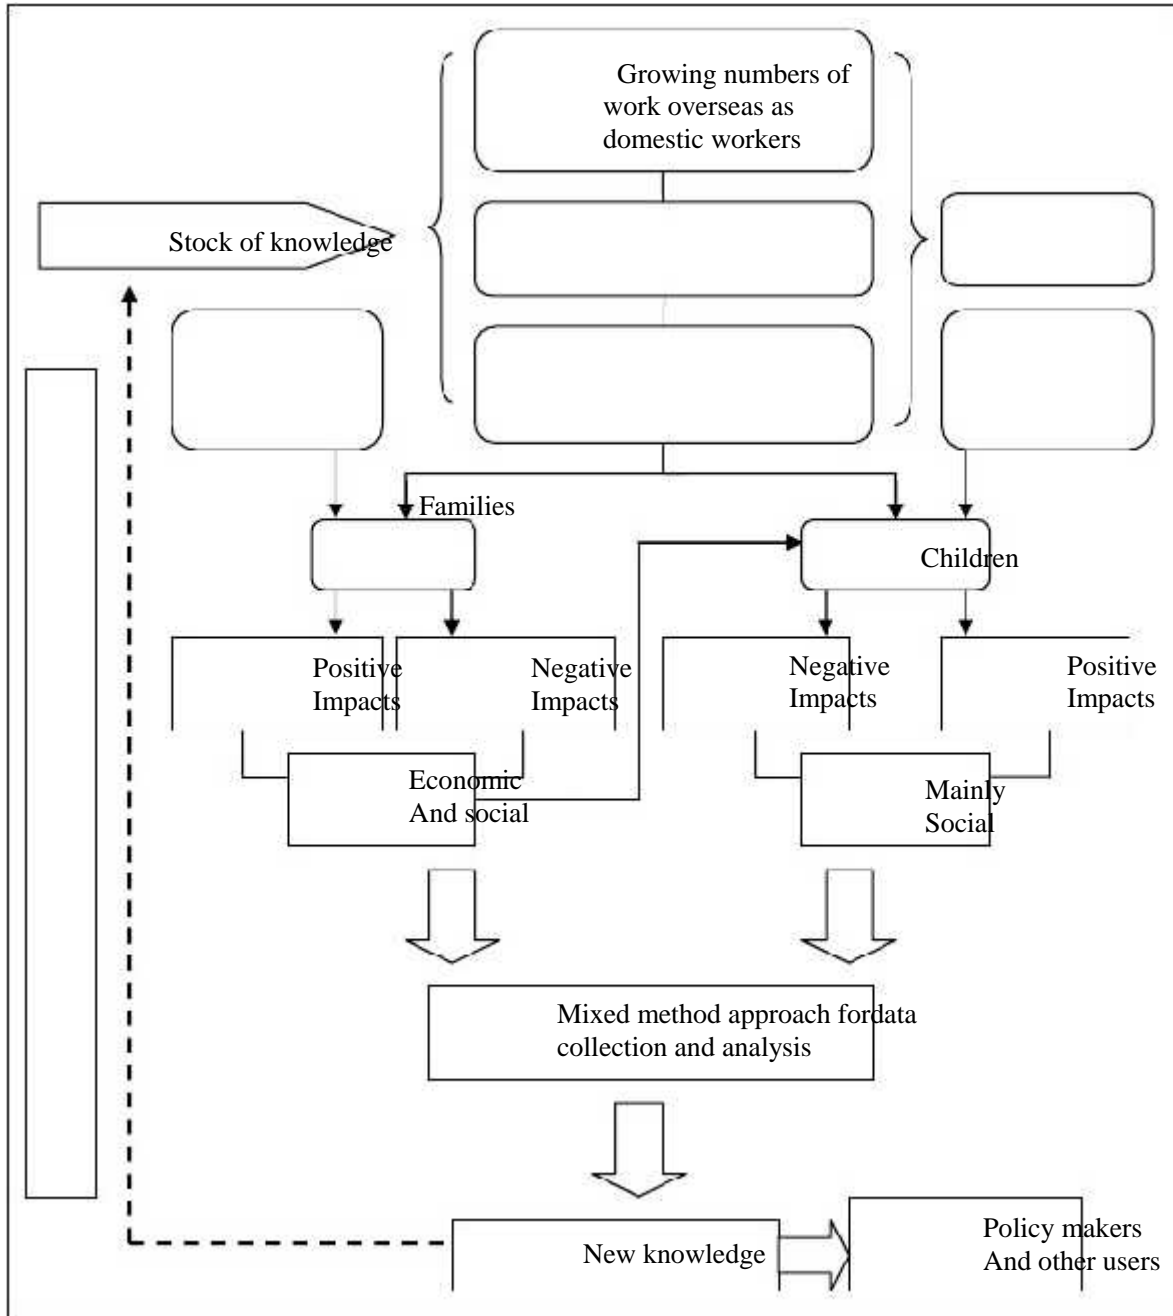 Growing numbers of
work overseas as
domestic workers
Stock of knowledge
Families
Children
Positive
Impacts
Negative
Impacts
Negative
Impacts
Positive
Impacts
Economic
And social
Mainly
Social
Mixed method approach fordata
collection and analysis
New knowledge
Policy makers
And other users